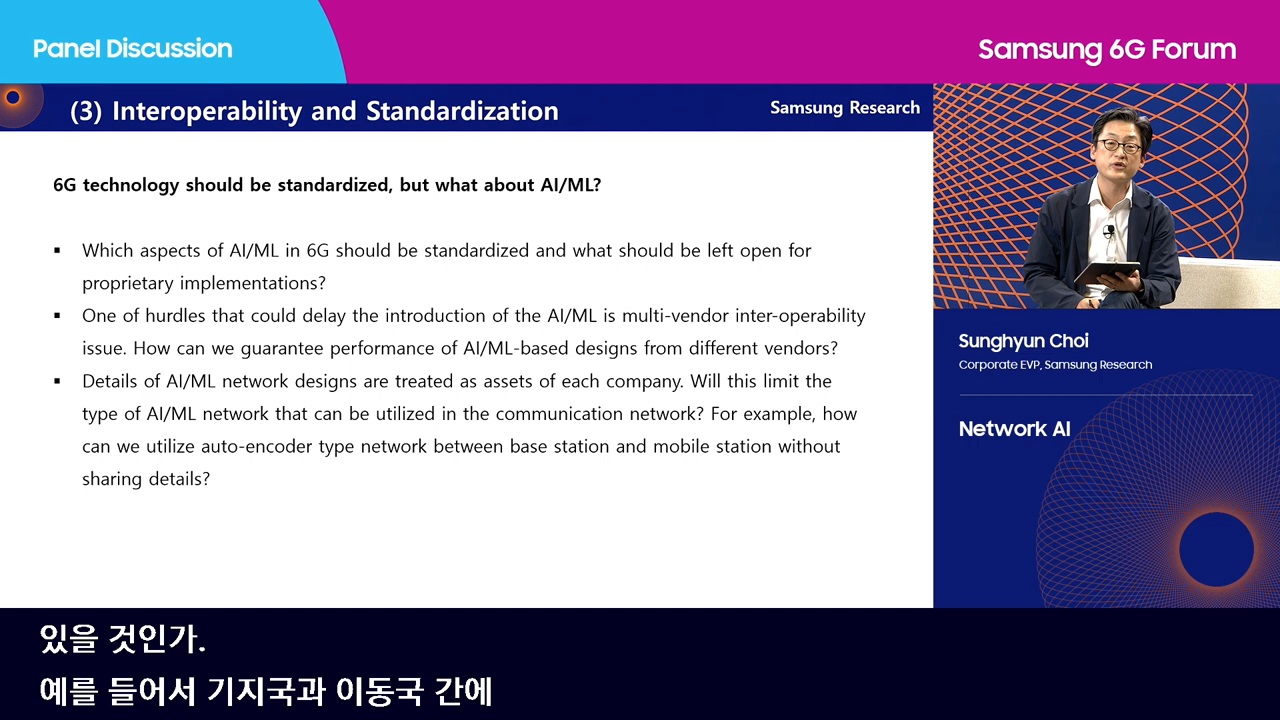 Panel Discussion
Samsung 6G Forum
(3) Interoperability and Standardization
Samsung Research
6G technology should be standardized, but what about AI/ML?
▪ Which aspects of AI/ML in 6G should be standardized and what should be left open for
proprietary implementations?
▪ One of hurdles that could delay the introduction of the AI/ML is multi-vendor inter-operability
issue. How can we guarantee performance of AI/ML-based designs from different vendors?
▪ Details of AI/ML network designs are treated as assets of each company. Will this limit the
type of AI/ML network that can be utilized in the communication network? For example, how
can we utilize auto-encoder type network between base station and mobile station without
sharing details?
Sunghyun Choi
Corporate EVP, Samsung Research
Network AI
있을 것인가.
예를 들어서 기지국과 이동국 간에